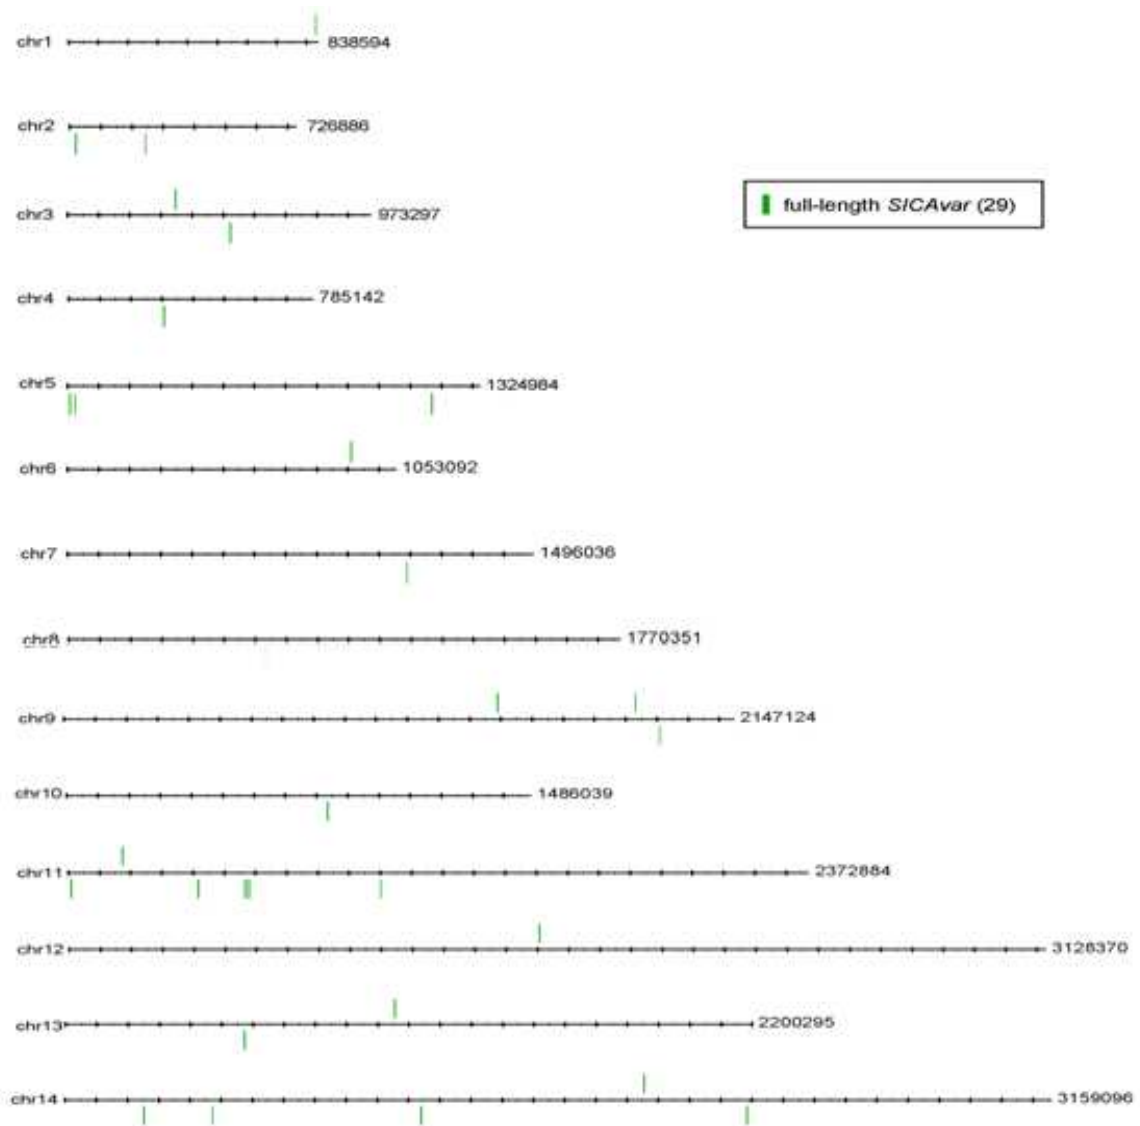 chr1 838594
chr2 726886
chr3 973297
full-length SICAvar (29)
chr4 785142
chr5 1324984
chr6 1053092
chr7 1496036
chr8 1770351
chr9 2147124
chr10 1486039
chr11 2372884
chr12 3128370
chr13 2200295
chr14 3159096